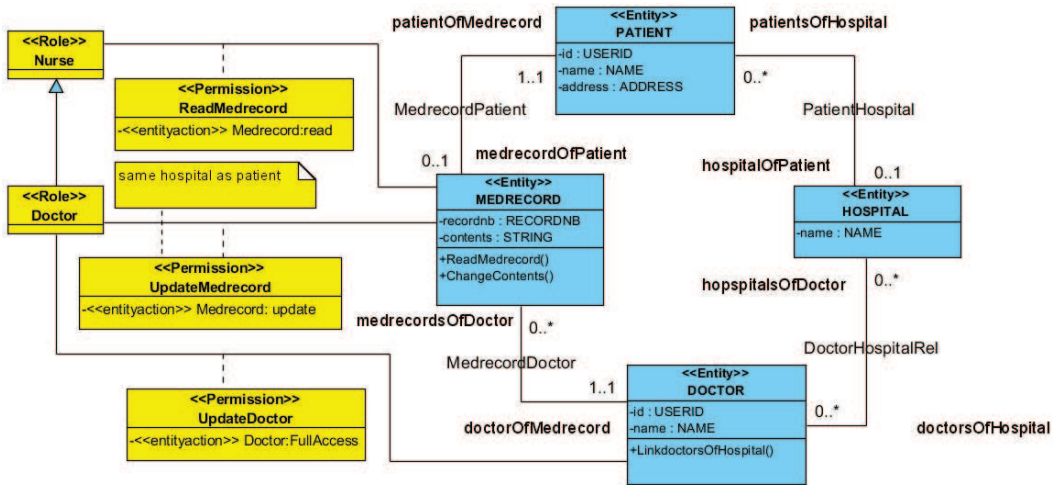 <<Role>>
Nurse
<<Permission>>
ReadMedrecord
-<<entityaction>> Medrecord:read
same hospital as patient
<<Role>>
Doctor
<<Permission>>
UpdateMedrecord
-<<entityaction>> Medrecord: update
<<Permission>>
UpdateDoctor
-<<entityaction>> Doctor:FullAccess
patientOfMedrecord
<<Entity>>
PATIENT
-id : USERID
-name : NAME
-address : ADDRESS
patientsOfHospital
1..1
0..*
MedrecordPatient
PatientHospital
0..1
medrecordOfPatient
hospitalOfPatient
0..1
<<Entity>>
MEDRECORD
-recordnb : RECORDNB
-contents : STRING
+ReadMedrecord()
+ChangeContents()
<<Entity>>
HOSPITAL
-name : NAME
hopspitalsOfDoctor
0..*
medrecordsOfDoctor
0..*
MedrecordDoctor
DoctorHospitalRel
1..1
doctorOfMedrecord
<<Entity>>
DOCTOR
-id : USERID
-name : NAME
+LinkdoctorsOfHospital()
0..*
doctorsOfHospital